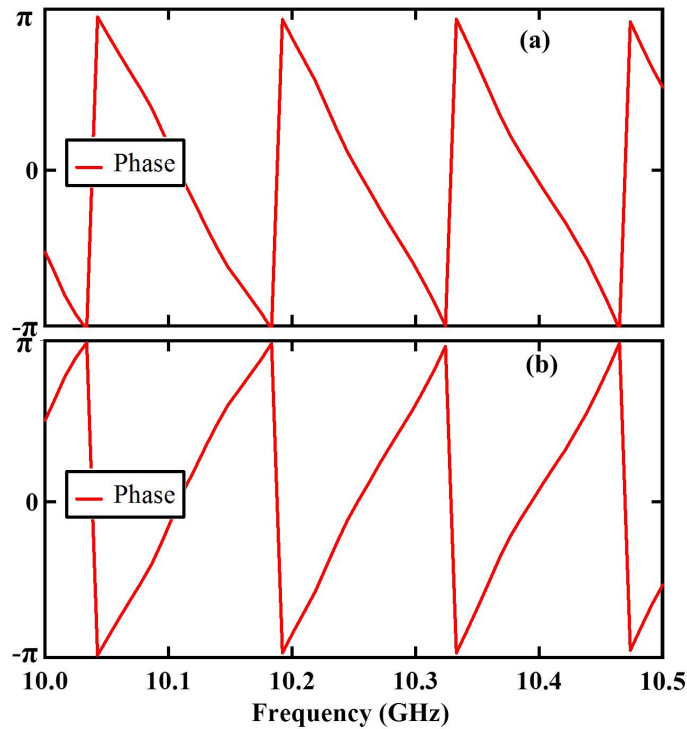 π
(a)
0
Phase
-π
π
(b)
0
Phase
-π
10.0 10.1 10.2 10.3 10.4 10.5
Frequency (GHz)